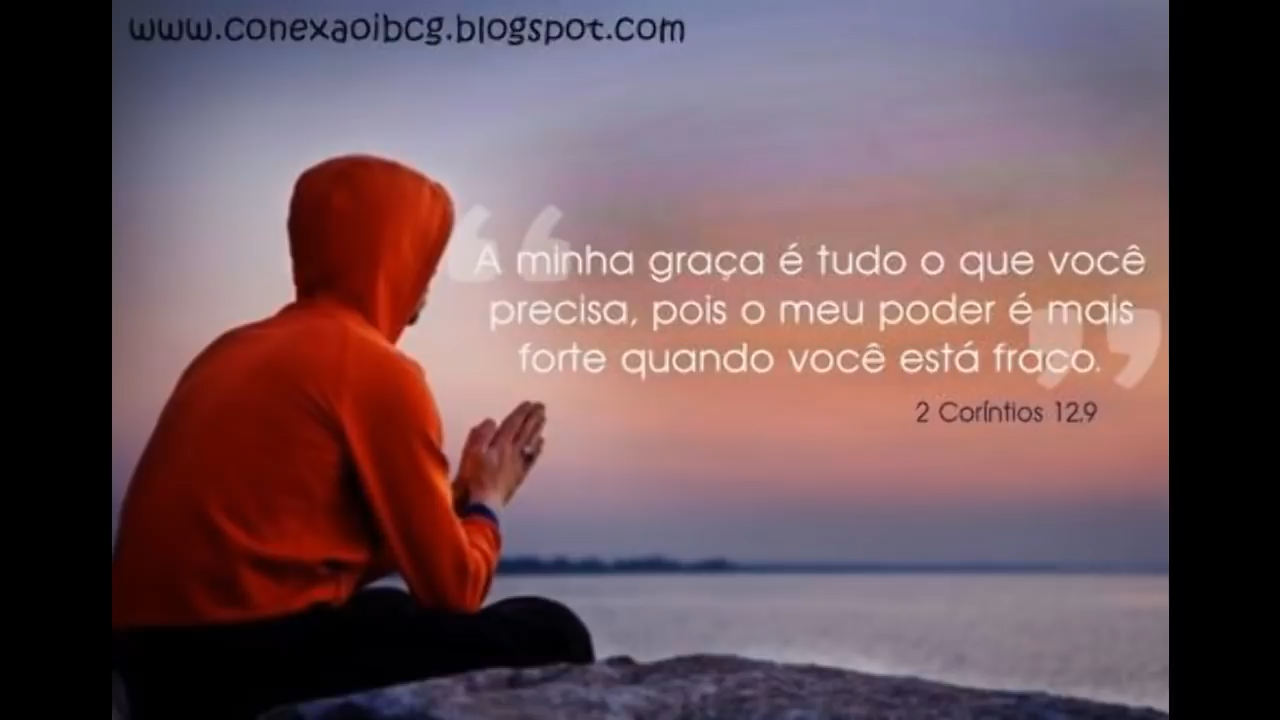 www.conexaoibcg.blogspot.com
“
A minha graça é tudo o que você
precisa, pois o meu poder é mais
forte quando você está fraco.
”
2 Coríntios 12.9